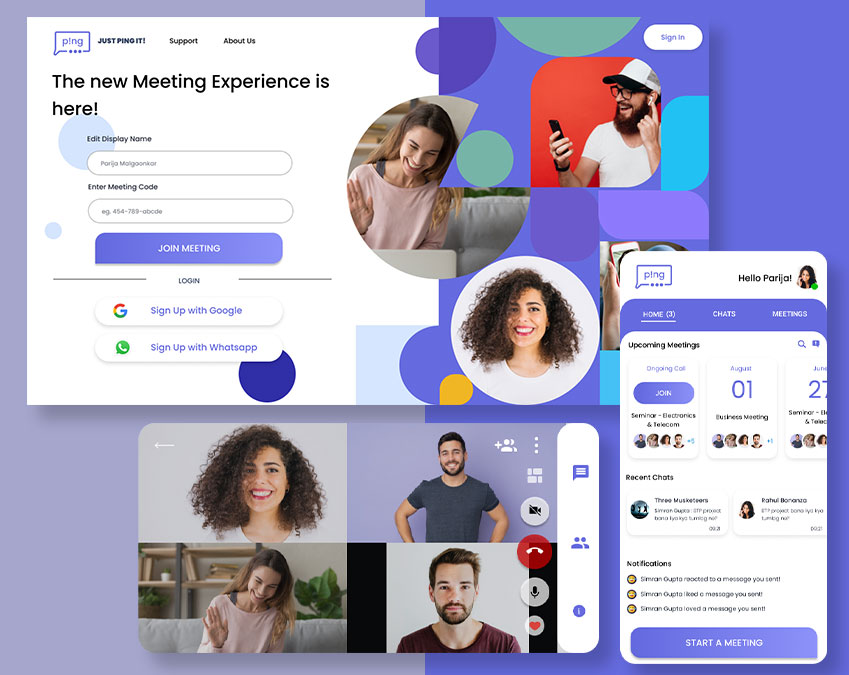 p!ng
JUST PING IT!
Support
About Us
Sign In
The new Meeting Experience is
here!
Edit Display Name
Parija Malgaonkar
Enter Meeting Code
eg. 454-789-abcde
JOIN MEETING
LOGIN
Sign Up with Google
Sign Up with Whatsapp
p!ng
Hello Parija!
HOME (3)
CHATS
MEETINGS
Upcoming Meetings
Ongoing Call
JOIN
Seminar - Electronics
& Telecom
+5
August
01
Business Meeting
+1
June
27
Seminar - Ele
& Teleco
Recent Chats
Three Musketeers
Simran Gupta : BTP project
bana liya kya tumlog ne?
09:21
Rahul Bonanza
BTP project bana liya kya
tumlog ne?
09:21
Notifications
Simran Gupta reacted to a message you sent!
Simran Gupta liked a message you sent!
Simran Gupta loved a message you sent!
START A MEETING